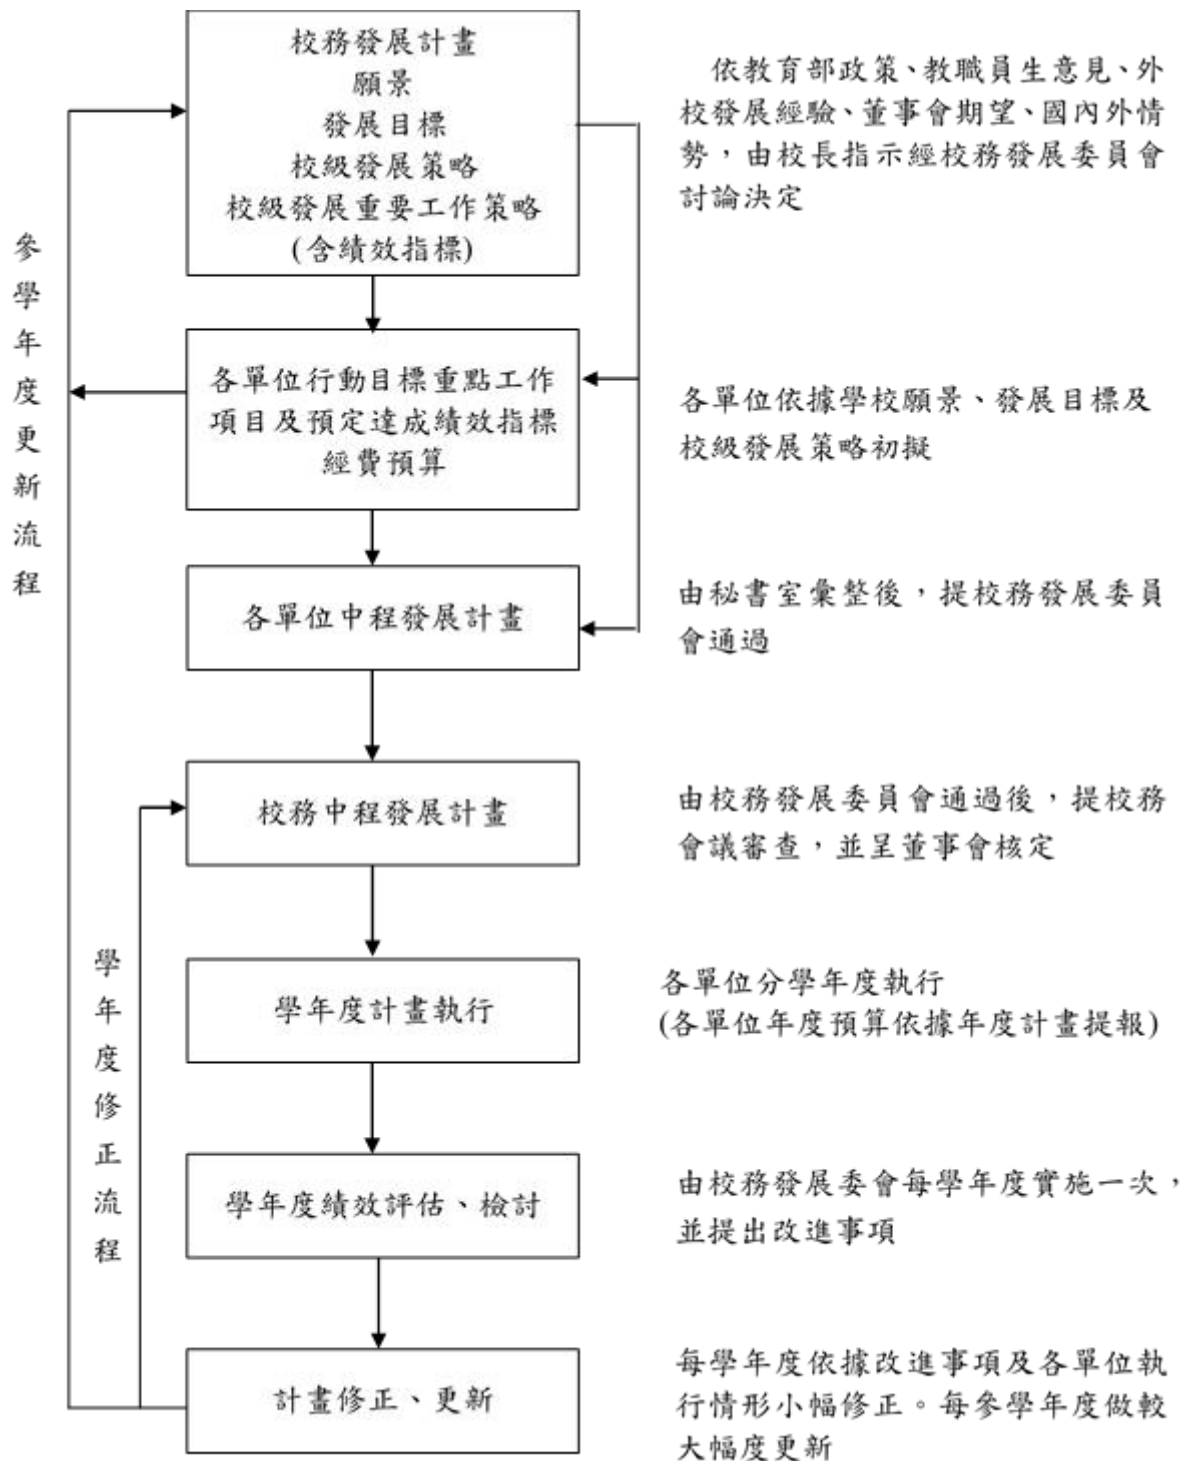 校務發展計畫
願景
發展目標
校級發展策略
校級發展重要工作策略
(含績效指標)
依教育部政策、教職員生意見、外
校發展經驗、董事會期望、國內外情
勢，由校長指示經校務發展委員會
討論決定
參學年度更新流程
各單位行動目標重點工作
項目及預定達成績效指標
經費預算
各單位依據學校願景、發展目標及
校級發展策略初擬
各單位中程發展計畫
由秘書室彙整後，提校務發展委員
會通過
校務中程發展計畫
由校務發展委員會通過後，提校務
會議審查，並呈董事會核定
學年度修正流程
學年度計畫執行
各單位分學年度執行
(各單位年度預算依據年度計畫提報)
學年度績效評估、檢討
由校務發展委會每學年度實施一次，
並提出改進事項
計畫修正、更新
每學年度依據改進事項及各單位執
行情形小幅修正。每參學年度做較
大幅度更新